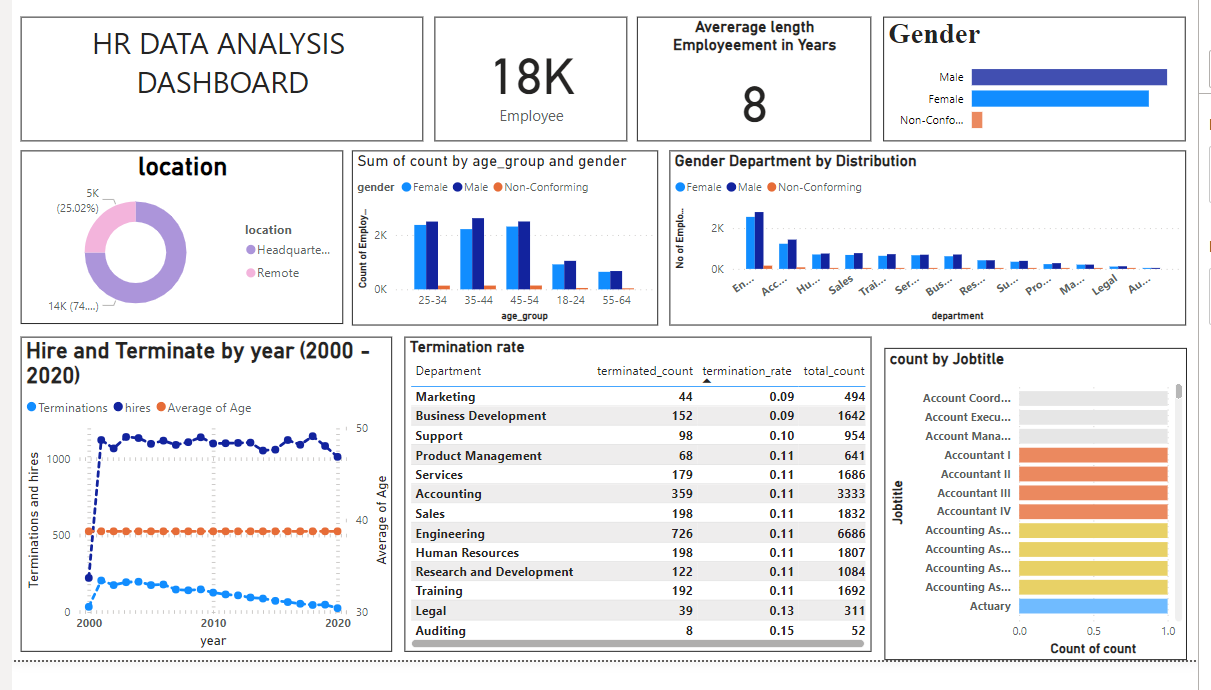 HR DATA ANALYSIS
DASHBOARD
18K
Employee
Avererage length
Employeement in Years
8
Gender
Male
Female
Non-Confo...
location
5K
(25.02%)
14K (74....)
location
Headquarte...
Remote
Sum of count by age_group and gender
gender Female Male Non-Conforming
Count of Employ...
2K
0K
25-34 35-44 45-54 18-24 55-64
age_group
Gender Department by Distribution
Female Male Non-Conforming
No of Emplo...
2K
0K
En... Acc... Hu... Sales Trai... Ser... Bus... Res... Su... Pro... Ma... Legal Au...
department
Hire and Terminate by year (2000 -
2020)
Terminations hires Average of Age
Terminations and hires
1000
500
0
50
40
30
Average of Age
2000 2010 2020
year
Termination rate
Department terminated_count termination_rate total_count
Marketing 44 0.09 494
Business Development 152 0.09 1642
Support 98 0.10 954
Product Management 68 0.11 641
Services 179 0.11 1686
Accounting 359 0.11 3333
Sales 198 0.11 1832
Engineering 726 0.11 6686
Human Resources 198 0.11 1807
Research and Development 122 0.11 1084
Training 192 0.11 1692
Legal 39 0.13 311
Auditing 8 0.15 52
count by Jobtitle
Jobtitle
Account Coord...
Account Execu...
Account Mana...
Accountant I
Accountant II
Accountant III
Accountant IV
Accounting As...
Accounting As...
Accounting As...
Accounting As...
Actuary
0.0 0.5 1.0
Count of count